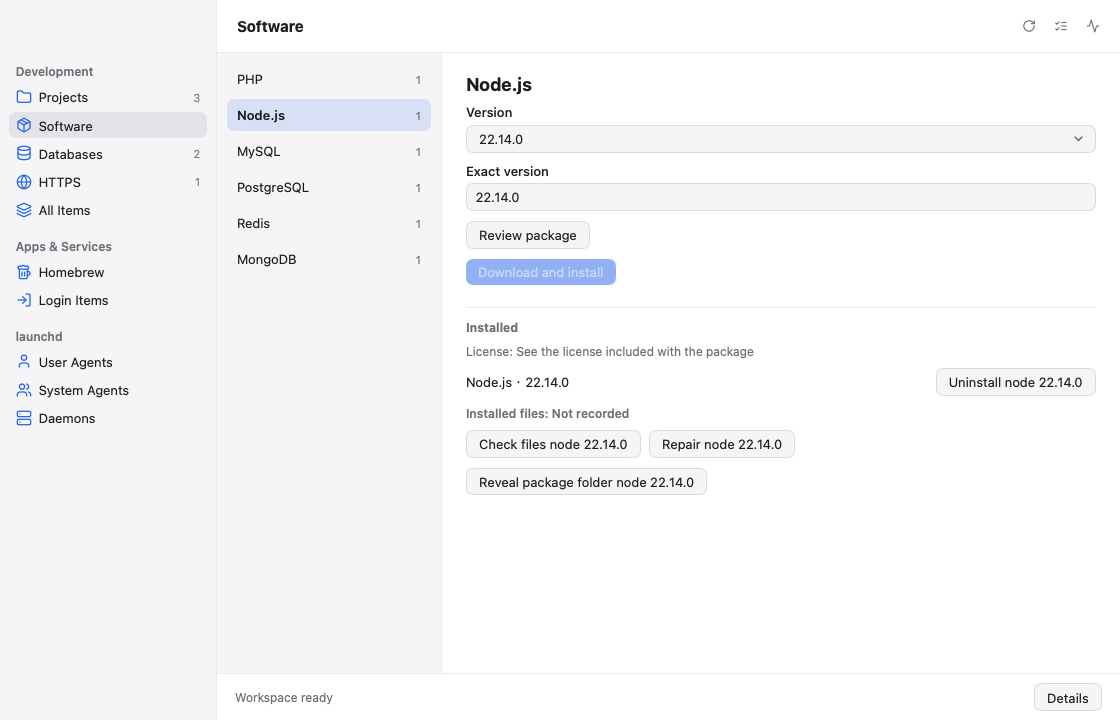 Software
Development
Projects 3
Software
Databases 2
HTTPS 1
All Items
Apps & Services
Homebrew
Login Items
launchd
User Agents
System Agents
Daemons
PHP 1
Node.js 1
MySQL 1
PostgreSQL 1
Redis 1
MongoDB 1
Node.js
Version
22.14.0
Exact version
22.14.0
Review package
Download and install
Installed
License: See the license included with the package
Node.js · 22.14.0
Uninstall node 22.14.0
Installed files: Not recorded
Check files node 22.14.0
Repair node 22.14.0
Reveal package folder node 22.14.0
Workspace ready
Details